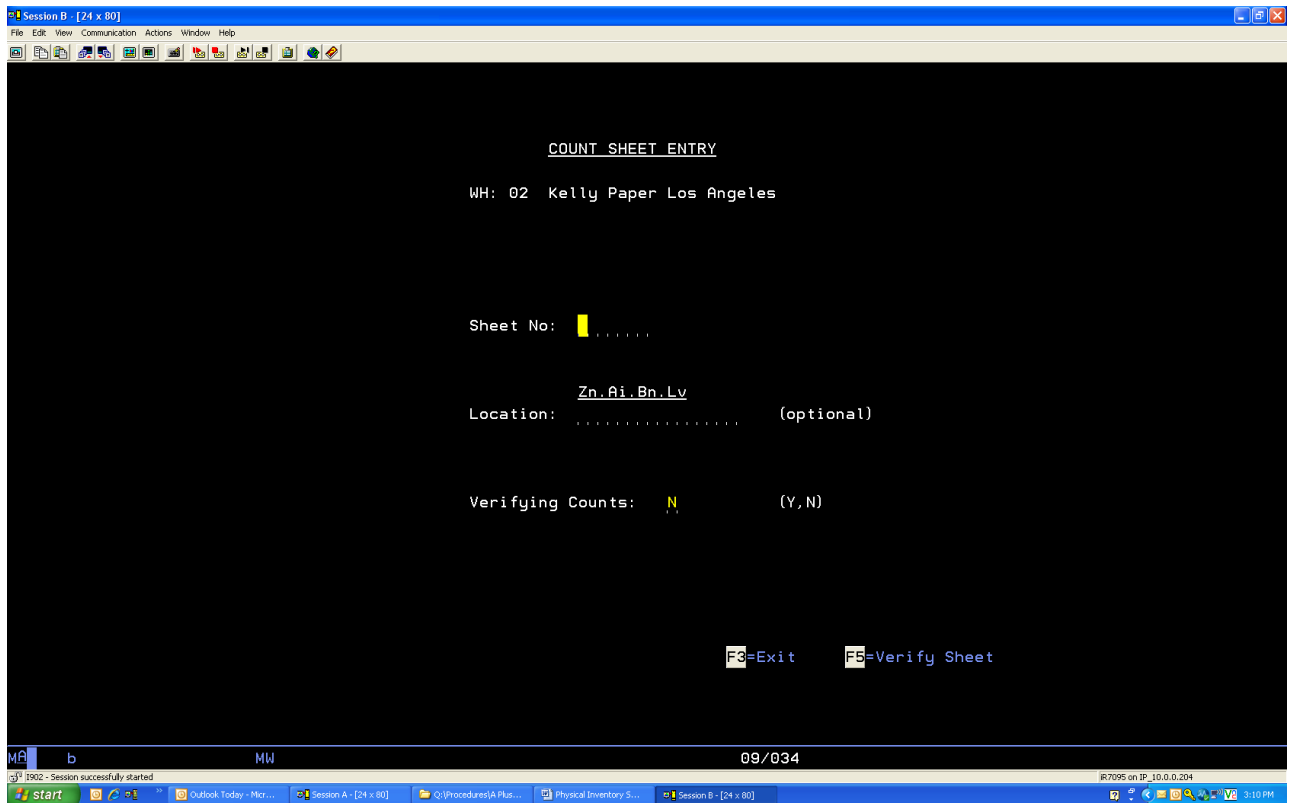 Session B - [24 x 80]
File Edit View Communication Actions Window Help
COUNT SHEET ENTRY
WH: 02 Kelly Paper Los Angeles
Sheet No:
Zn.Ai.Bn.Lv
Location: (optional)
Verifying Counts: N (Y,N)
F3=Exit F5=Verify Sheet
MA b MW 09/034
I902 - Session successfully started iR7095 on IP_10.0.0.204
start Outlook Today - Micr... Session A - [24 x 80] Q:\Procedures\A Plus... Physical Inventory S... Session B - [24 x 80] 3:10 PM